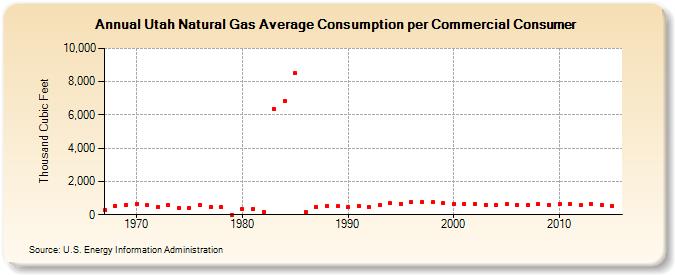 Annual Utah Natural Gas Average Consumption per Commercial Consumer
Thousand Cubic Feet
10,000
8,000
6,000
4,000
2,000
0
1970 1980 1990 2000 2010
Source: U.S. Energy Information Administration